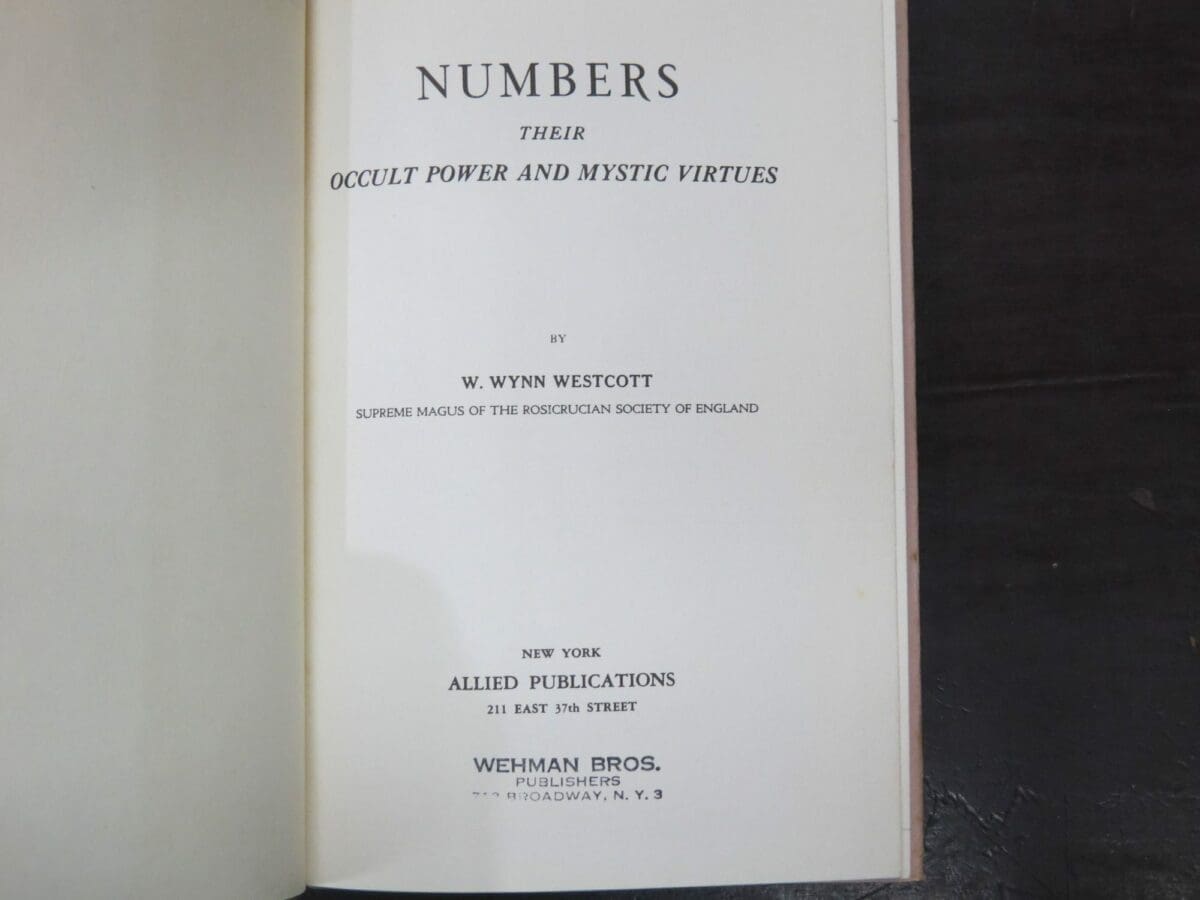 NUMBERS
THEIR
OCCULT POWER AND MYSTIC VIRTUES
BY
W. WYNN WESTCOTT
SUPREME MAGUS OF THE ROSICRUCIAN SOCIETY OF ENGLAND
NEW YORK
ALLIED PUBLICATIONS
211 EAST 37th STREET
WEHMAN BROS.
PUBLISHERS
BROADWAY, N. Y. 3